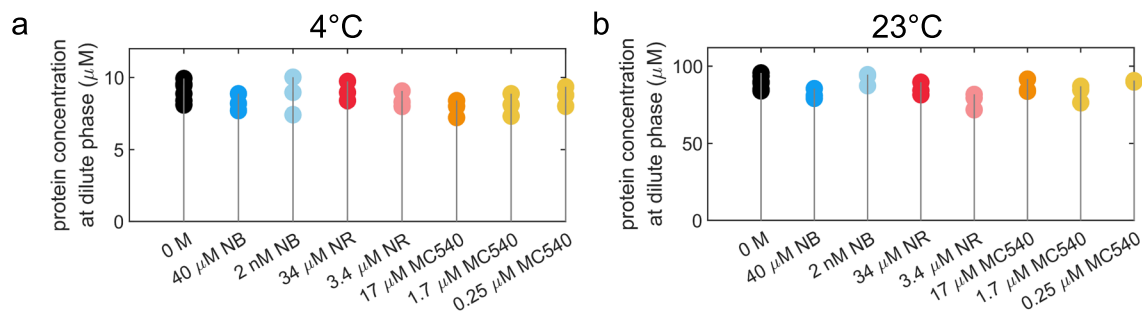 a
4°C
protein concentration
at dilute phase (μM)
10
5
0
0 M
40 μM NB
2 nM NB
34 μM NR
3.4 μM NR
17 μM MC540
1.7 μM MC540
0.25 μM MC540
b
23°C
protein concentration
at dilute phase (μM)
100
50
0
0 M
40 μM NB
2 nM NB
34 μM NR
3.4 μM NR
17 μM MC540
1.7 μM MC540
0.25 μM MC540